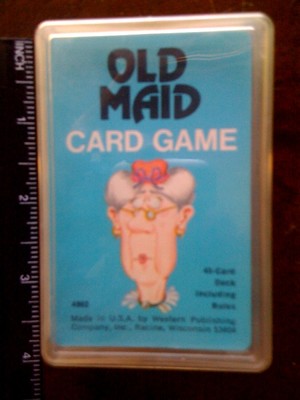 OLD
MAID
CARD GAME
45-Card
Deck
Including
Rules
4902
Made in U.S.A. by Western Publishing
Company, Inc., Racine, Wisconsin 53404
INCH
1
2
3
4